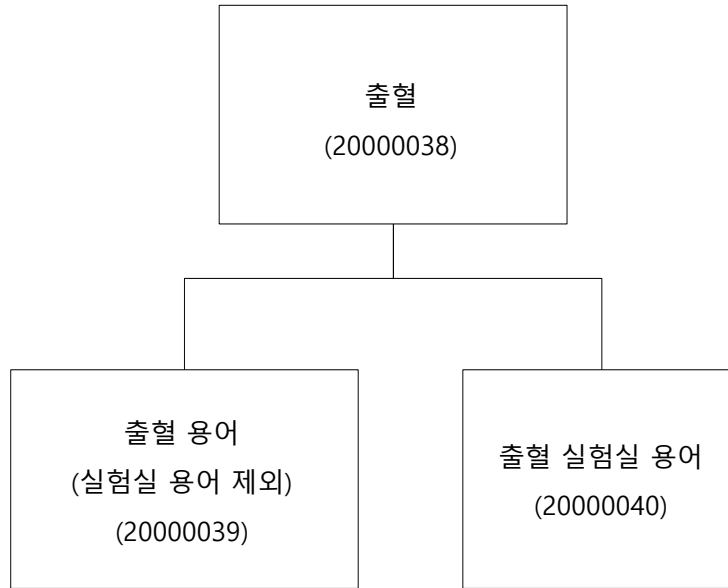 출혈
(20000038)
출혈 용어
(실험실 용어 제외)
(20000039)
출혈 실험실 용어
(20000040)